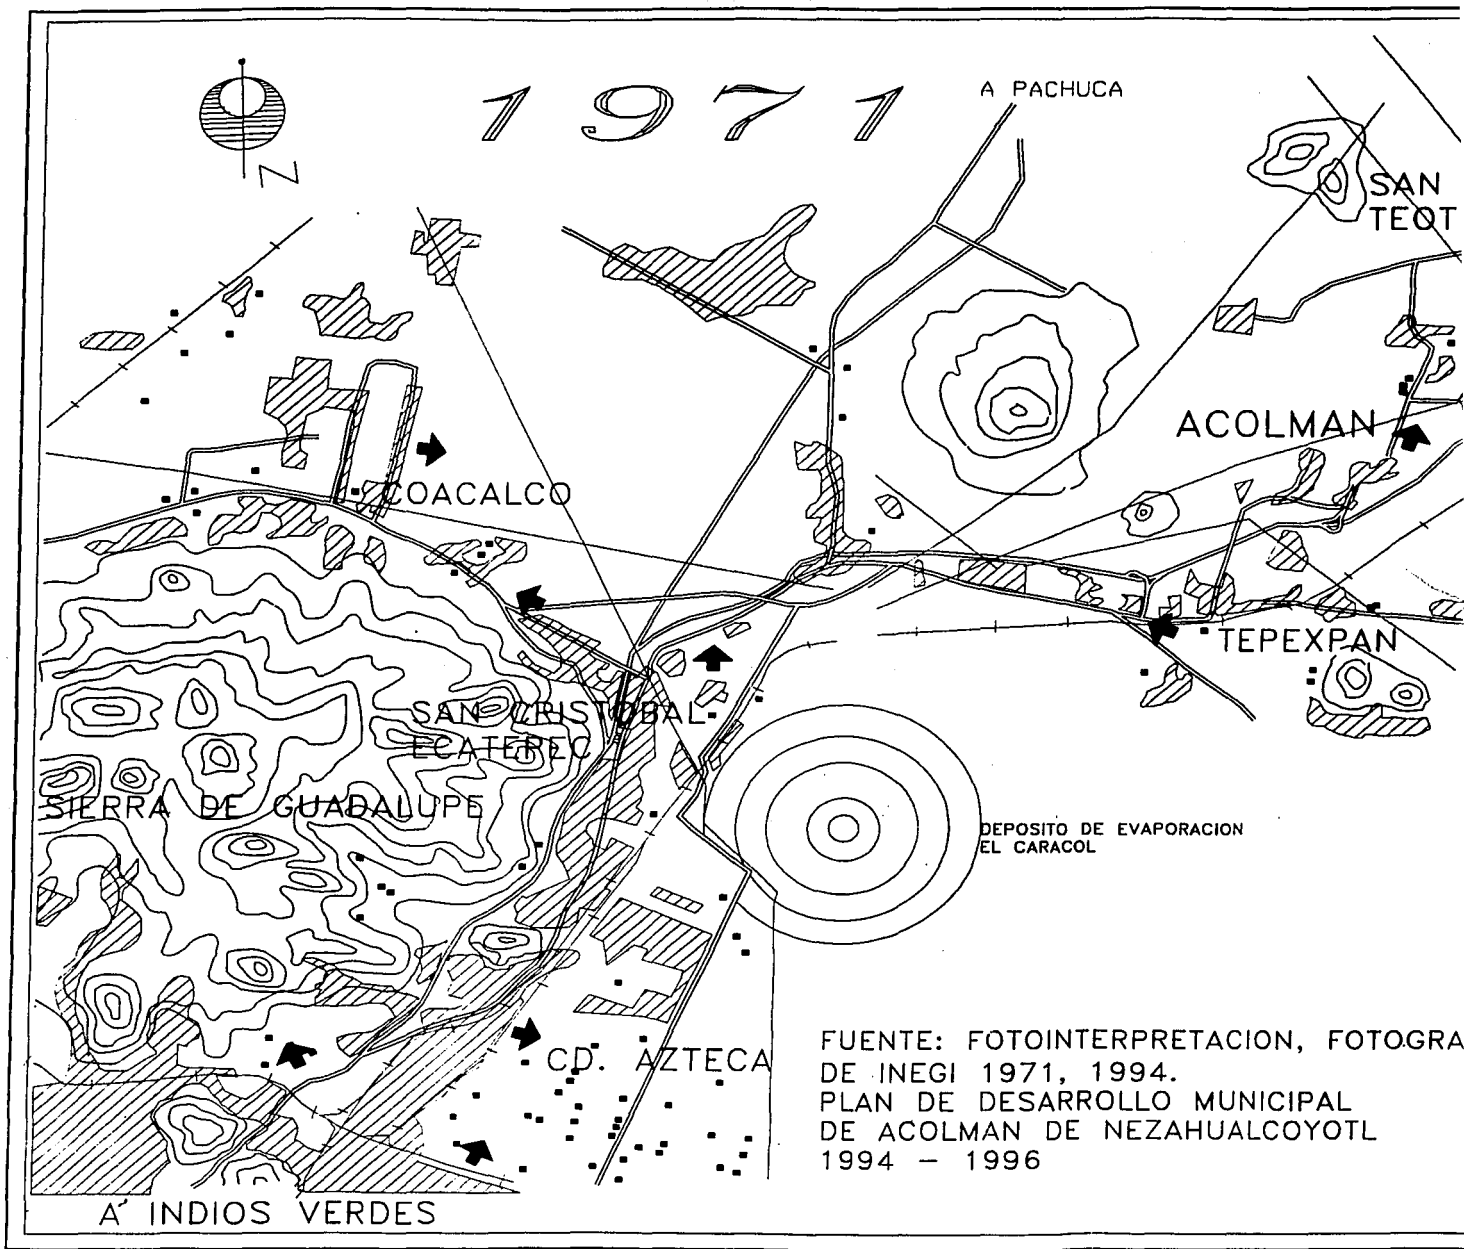 1971
A PACHUCA
N
SAN
TEOT
ACOLMAN
COACALCO
TEPEXPAN
SAN CRISTOBAL
ECATEPEC
SIERRA DE GUADALUPE
DEPOSITO DE EVAPORACION
EL CARACOL
CD. AZTECA
FUENTE: FOTOINTERPRETACION, FOTOGRA
DE INEGI 1971, 1994.
PLAN DE DESARROLLO MUNICIPAL
DE ACOLMAN DE NEZAHUALCOYOTL
1994 - 1996
A INDIOS VERDES